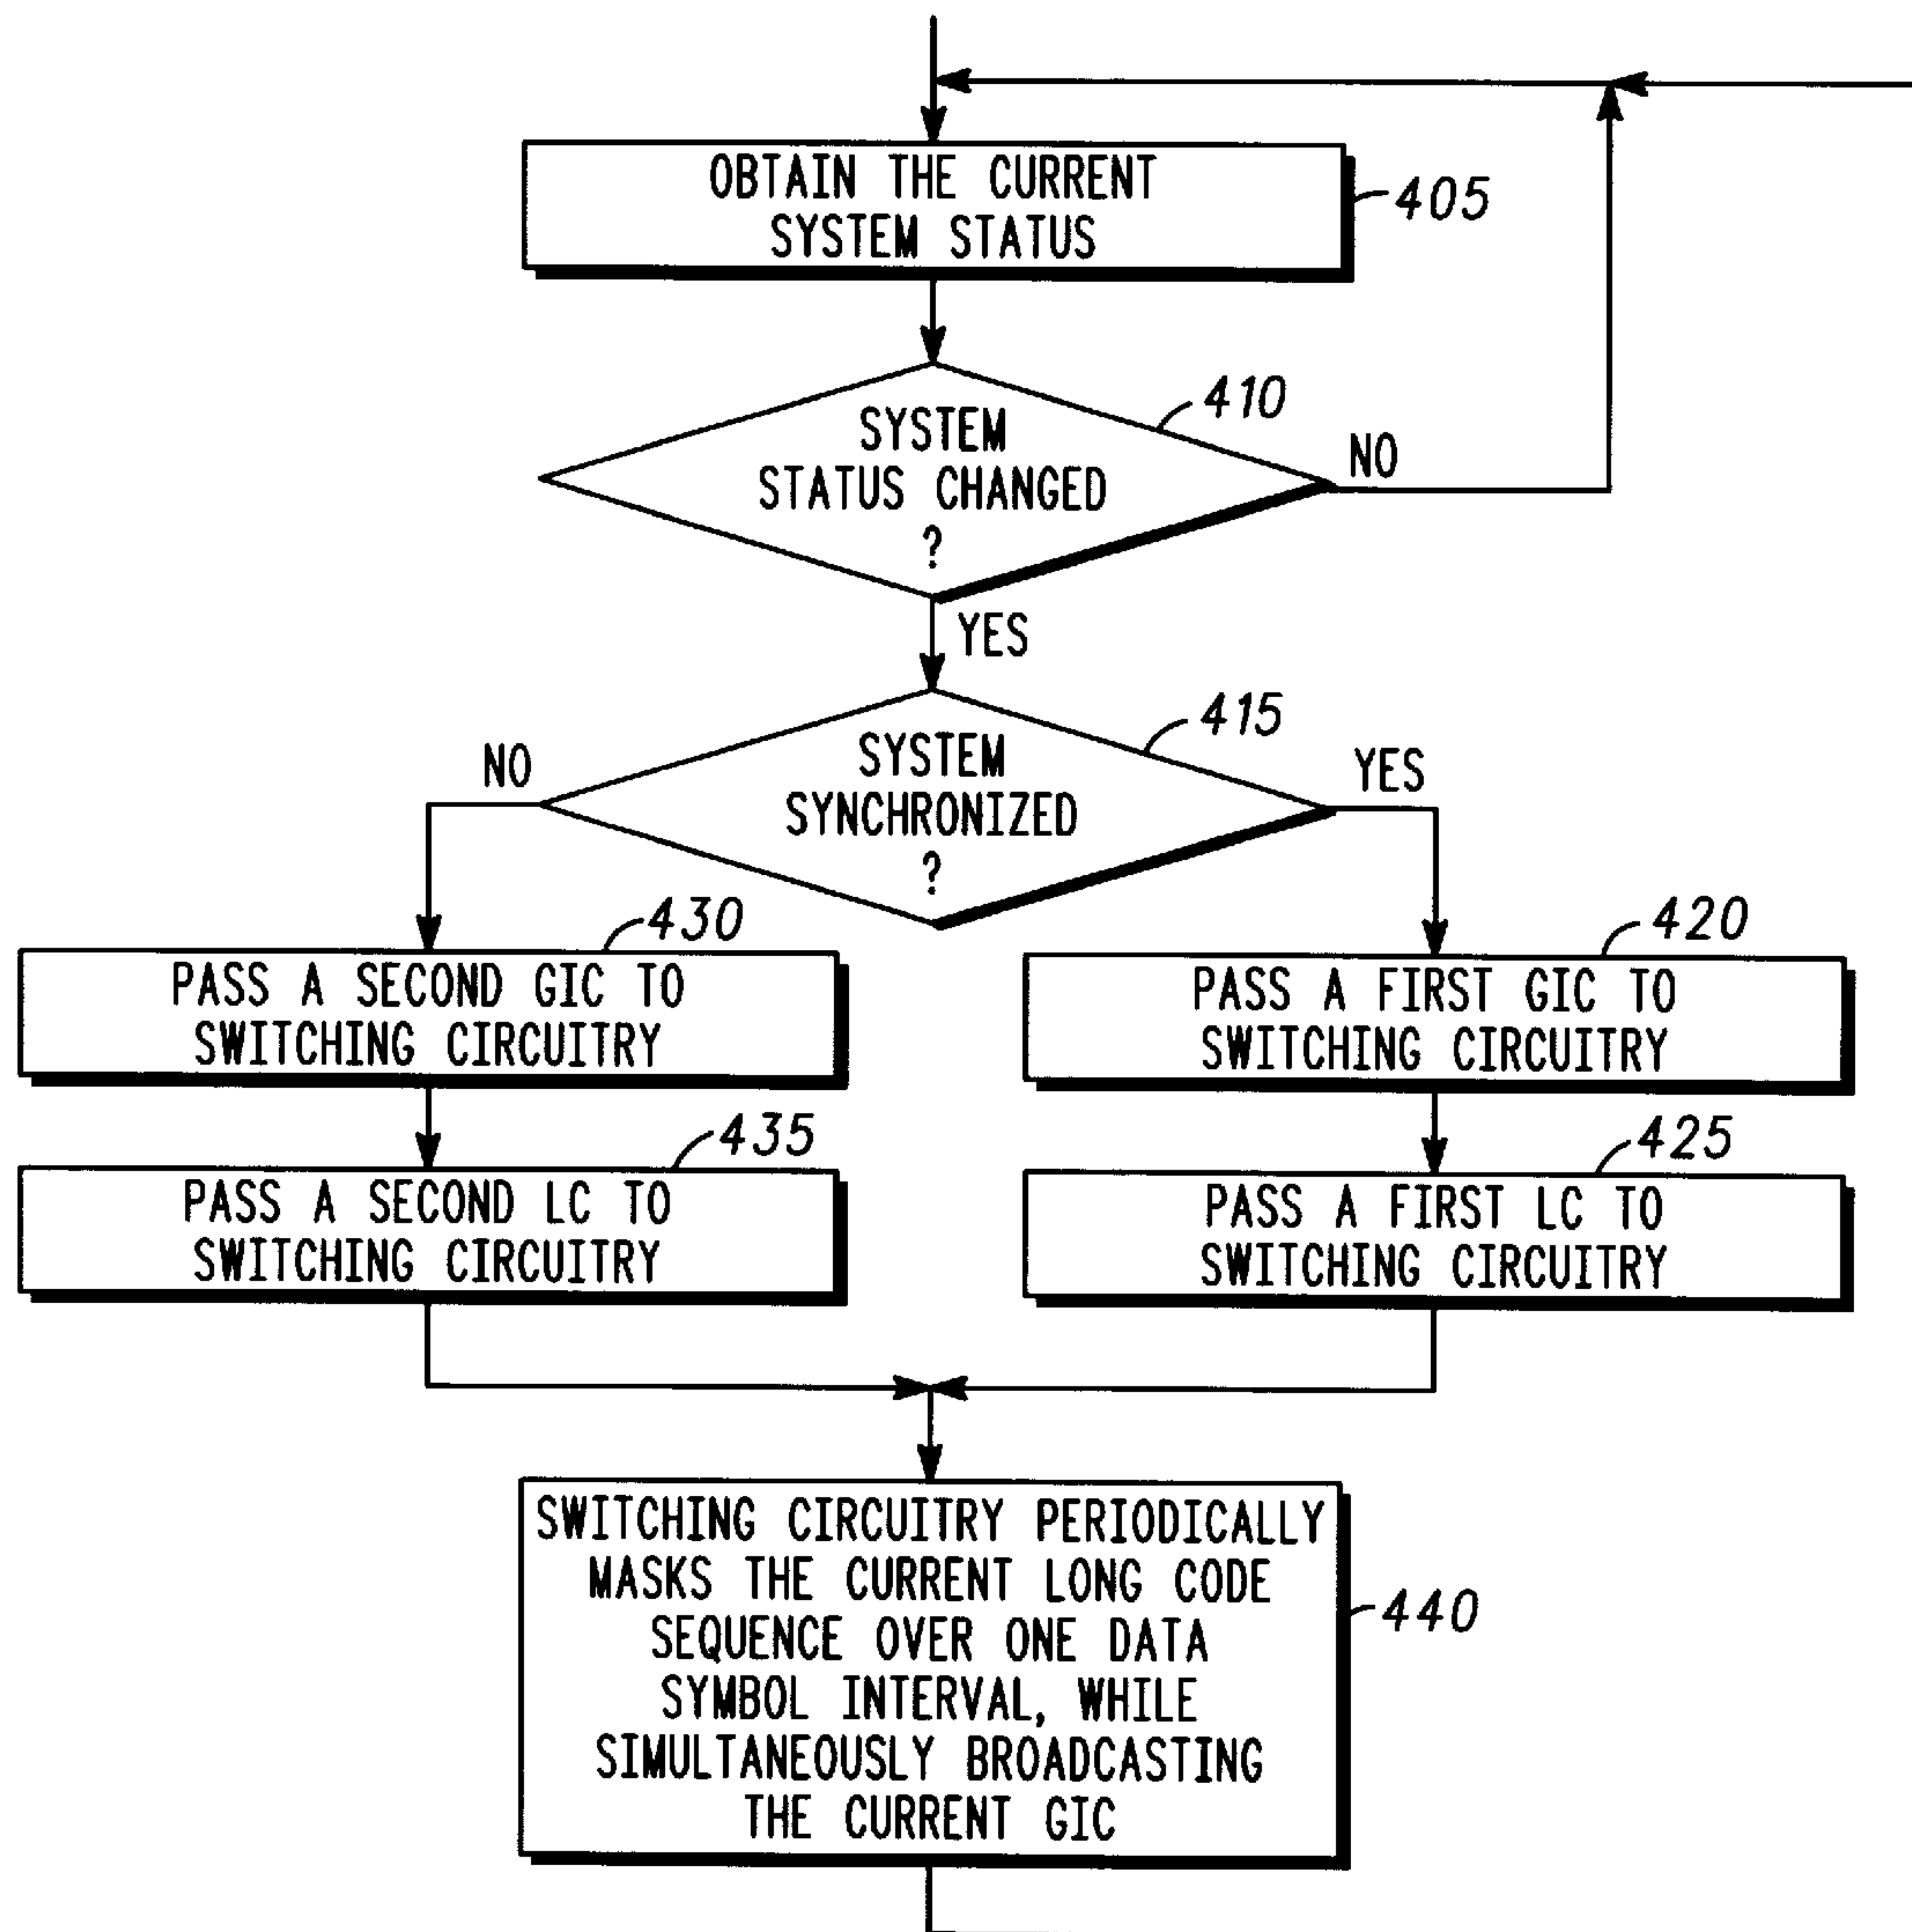 OBTAIN THE CURRENT
SYSTEM STATUS
405
410
SYSTEM
STATUS CHANGED
?
NO
YES
415
SYSTEM
SYNCHRONIZED
?
NO
YES
430
PASS A SECOND GIC TO
SWITCHING CIRCUITRY
420
PASS A FIRST GIC TO
SWITCHING CIRCUITRY
435
PASS A SECOND LC TO
SWITCHING CIRCUITRY
425
PASS A FIRST LC TO
SWITCHING CIRCUITRY
SWITCHING CIRCUITRY PERIODICALLY
MASKS THE CURRENT LONG CODE
SEQUENCE OVER ONE DATA
SYMBOL INTERVAL, WHILE
SIMULTANEOUSLY BROADCASTING
THE CURRENT GIC
440